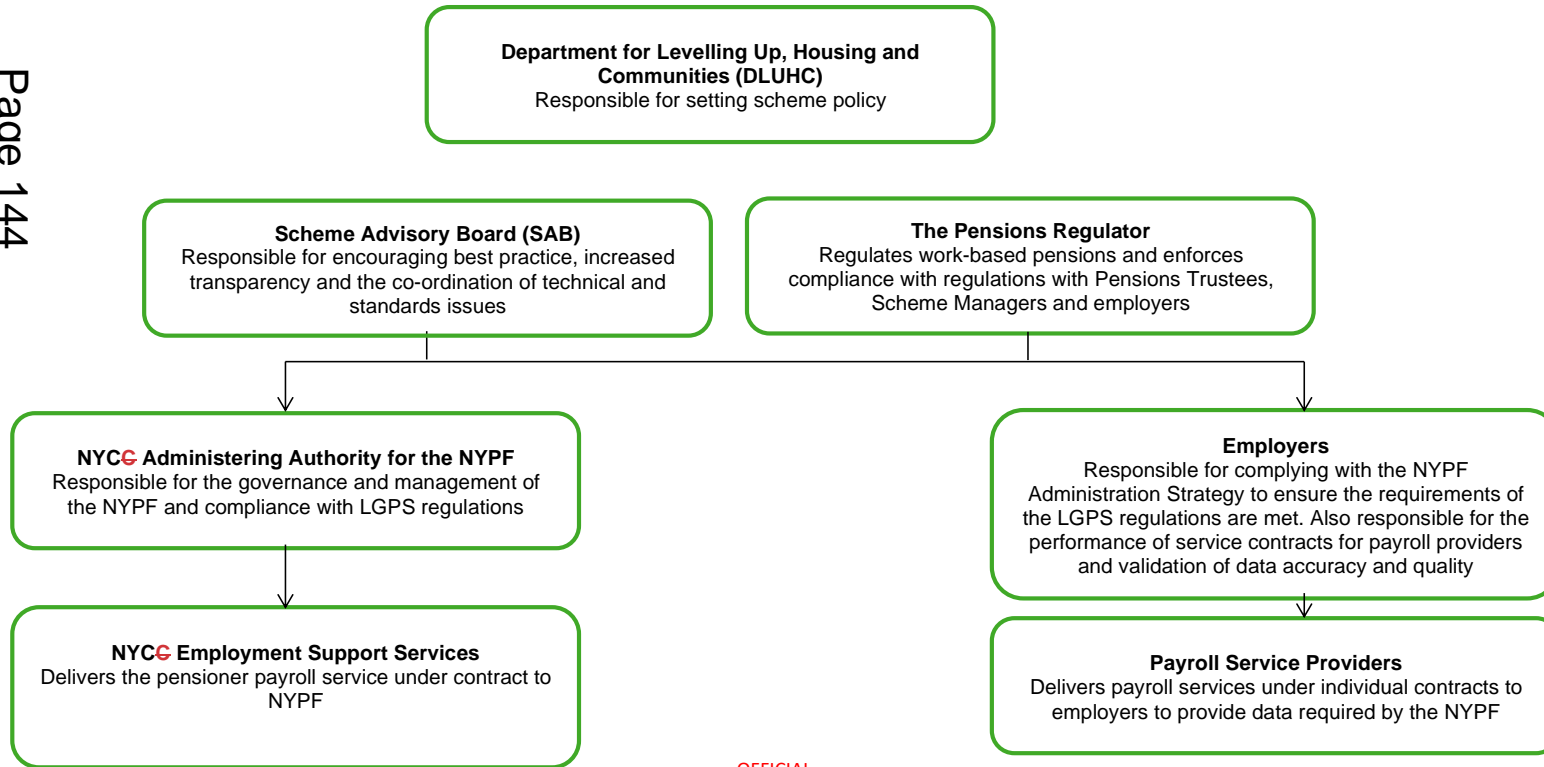 Page 144
Department for Levelling Up, Housing and
Communities (DLUHC)
Responsible for setting scheme policy
Scheme Advisory Board (SAB)
Responsible for encouraging best practice, increased
transparency and the co-ordination of technical and
standards issues
The Pensions Regulator
Regulates work-based pensions and enforces
compliance with regulations with Pensions Trustees,
Scheme Managers and employers
NYCC Administering Authority for the NYPF
Responsible for the governance and management of
the NYPF and compliance with LGPS regulations
Employers
Responsible for complying with the NYPF
Administration Strategy to ensure the requirements of
the LGPS regulations are met. Also responsible for the
performance of service contracts for payroll providers
and validation of data accuracy and quality
NYCC Employment Support Services
Delivers the pensioner payroll service under contract to
NYPF
Payroll Service Providers
Delivers payroll services under individual contracts to
employers to provide data required by the NYPF
OFFICIAL